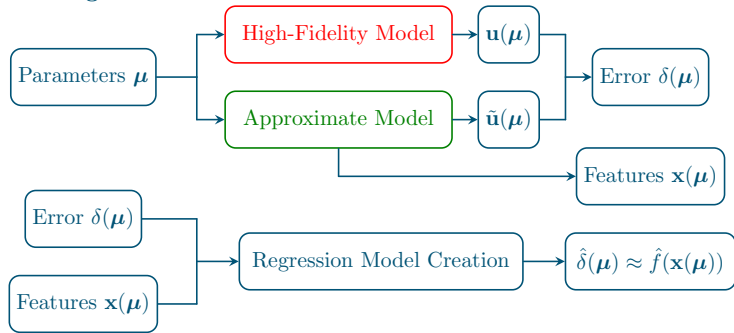 High-Fidelity Model
u(μ)
Parameters μ
Error δ(μ)
Approximate Model
ũ(μ)
Features x(μ)
Error δ(μ)
Regression Model Creation
δ̂(μ) ≈ f̂(x(μ))
Features x(μ)